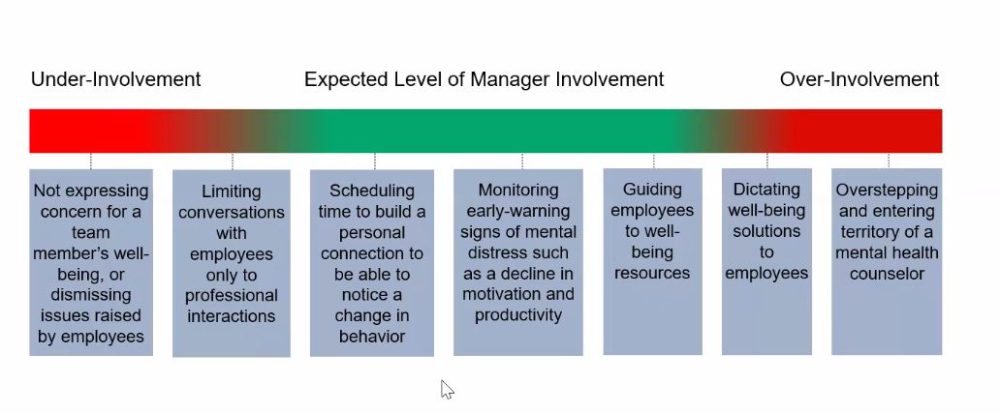 Under-Involvement
Expected Level of Manager Involvement
Over-Involvement
Not expressing
concern for a
team
member's well-
being, or
dismissing
issues raised
by employees
Limiting
conversations
with
employees
only to
professional
interactions
Scheduling
time to build a
personal
connection to
be able to
notice a
change in
behavior
Monitoring
early-warning
signs of mental
distress such
as a decline in
motivation and
productivity
Guiding
employees
to well-
being
resources
Dictating
well-being
solutions
to
employees
Overstepping
and entering
territory of a
mental health
counselor